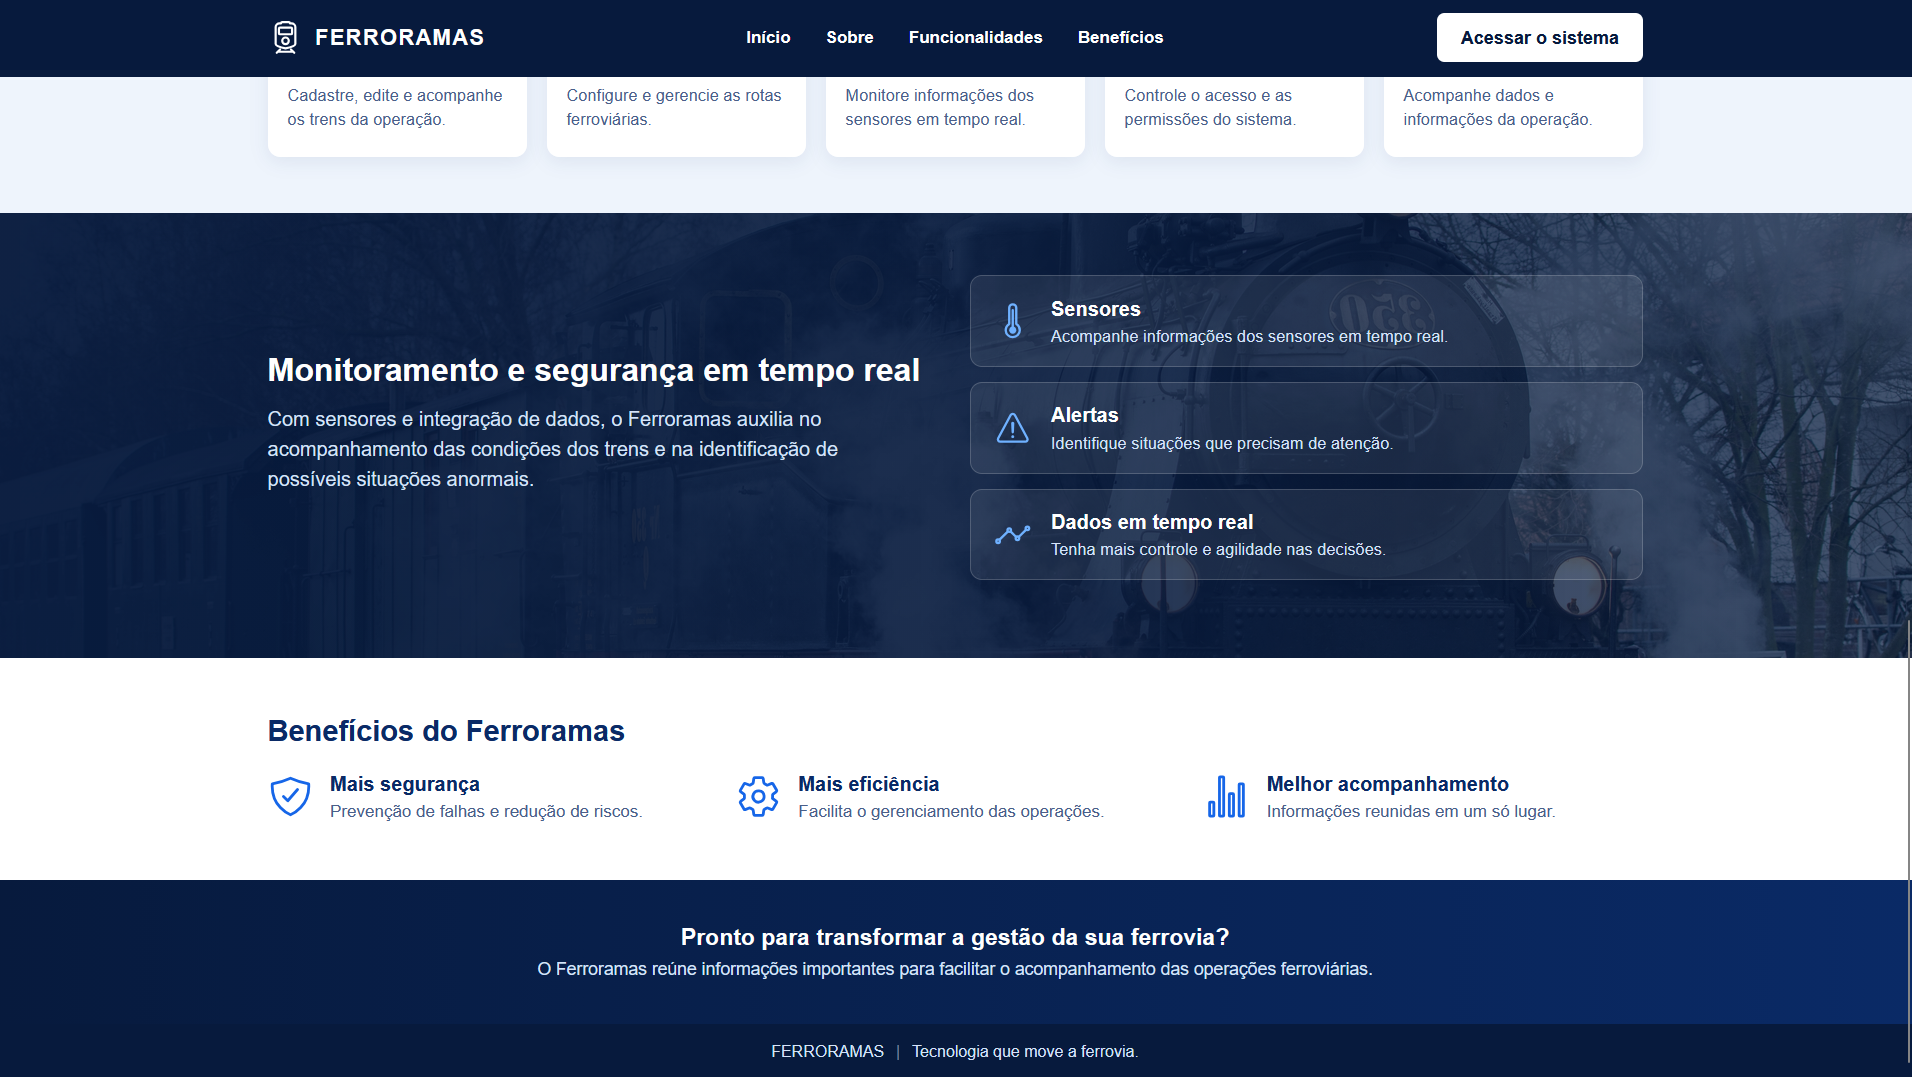 FERRORAMAS
Início Sobre Funcionalidades Benefícios
Acessar o sistema
Cadastre, edite e acompanhe
os trens da operação.
Configure e gerencie as rotas
ferroviárias.
Monitore informações dos
sensores em tempo real.
Controle o acesso e as
permissões do sistema.
Acompanhe dados e
informações da operação.
Monitoramento e segurança em tempo real
Com sensores e integração de dados, o Ferroramas auxilia no
acompanhamento das condições dos trens e na identificação de
possíveis situações anormais.
350
Sensores
Acompanhe informações dos sensores em tempo real.
Alertas
Identifique situações que precisam de atenção.
Dados em tempo real
Tenha mais controle e agilidade nas decisões.
Benefícios do Ferroramas
Mais segurança
Prevenção de falhas e redução de riscos.
Mais eficiência
Facilita o gerenciamento das operações.
Melhor acompanhamento
Informações reunidas em um só lugar.
Pronto para transformar a gestão da sua ferrovia?
O Ferroramas reúne informações importantes para facilitar o acompanhamento das operações ferroviárias.
FERRORAMAS | Tecnologia que move a ferrovia.